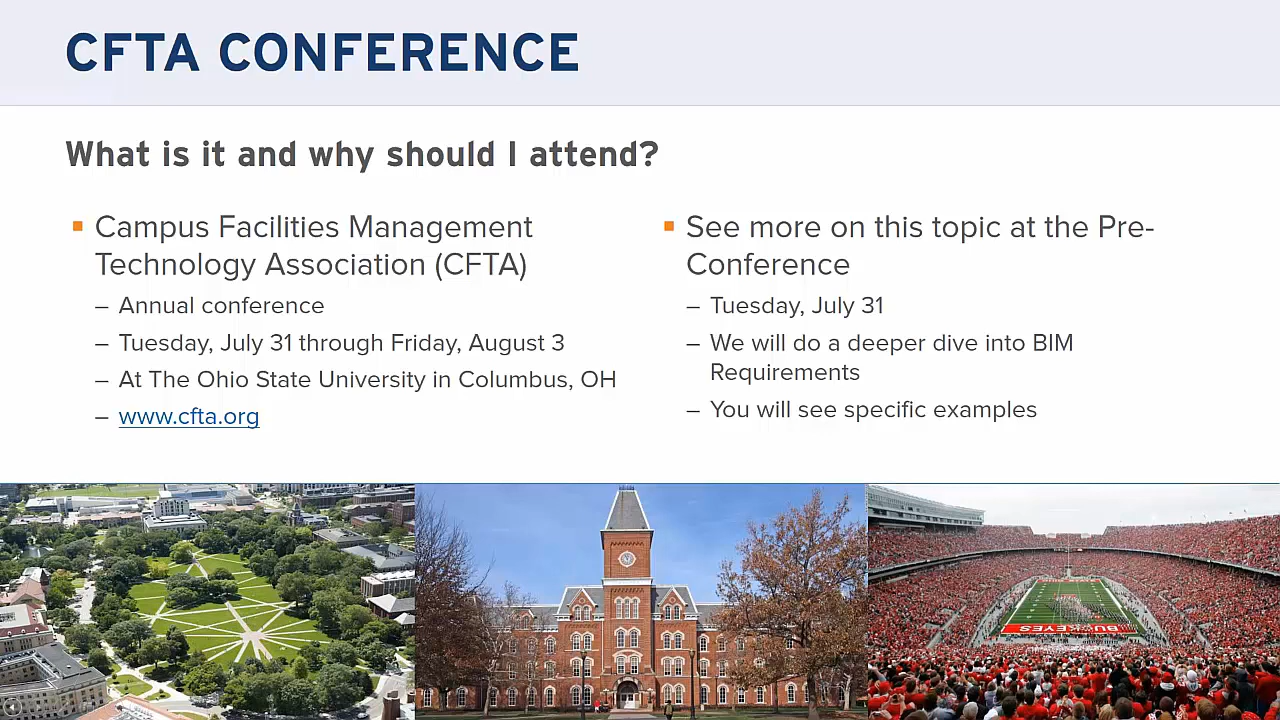 CFTA CONFERENCE
What is it and why should I attend?
Campus Facilities Management
Technology Association (CFTA)
– Annual conference
– Tuesday, July 31 through Friday, August 3
– At The Ohio State University in Columbus, OH
– www.cfta.org
See more on this topic at the Pre-
Conference
– Tuesday, July 31
– We will do a deeper dive into BIM
Requirements
– You will see specific examples
BUCKEYES